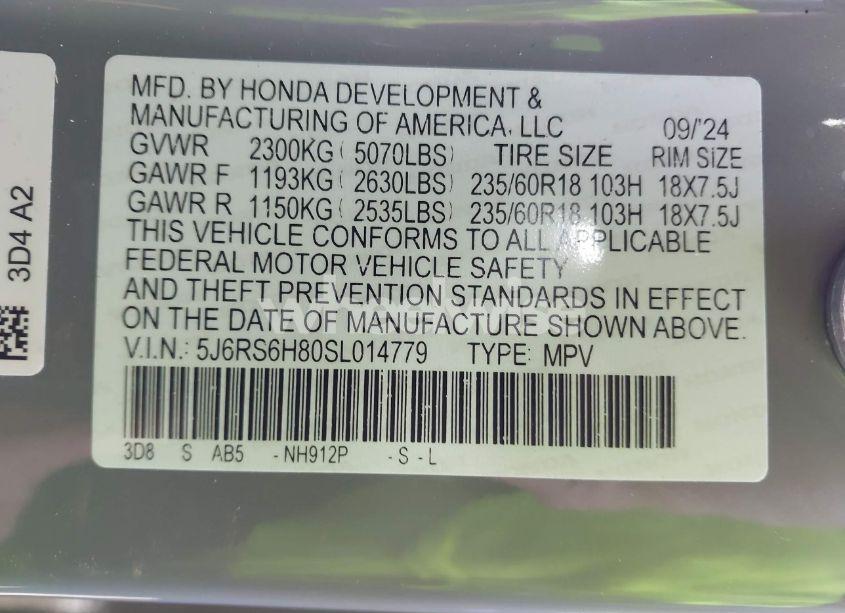 MFD. BY HONDA DEVELOPMENT &
MANUFACTURING OF AMERICA, LLC 09/'24
GVWR 2300KG ( 5070LBS) TIRE SIZE RIM SIZE
GAWR F 1193KG ( 2630LBS) 235/60R18 103H 18X7.5J
GAWR R 1150KG ( 2535LBS) 235/60R18 103H 18X7.5J
THIS VEHICLE CONFORMS TO ALL APPLICABLE
FEDERAL MOTOR VEHICLE SAFETY
AND THEFT PREVENTION STANDARDS IN EFFECT
ON THE DATE OF MANUFACTURE SHOWN ABOVE.
V.I.N.: 5J6RS6H80SL014779 TYPE: MPV
3D8 S AB5 -NH912P -S-L
3D4 A2